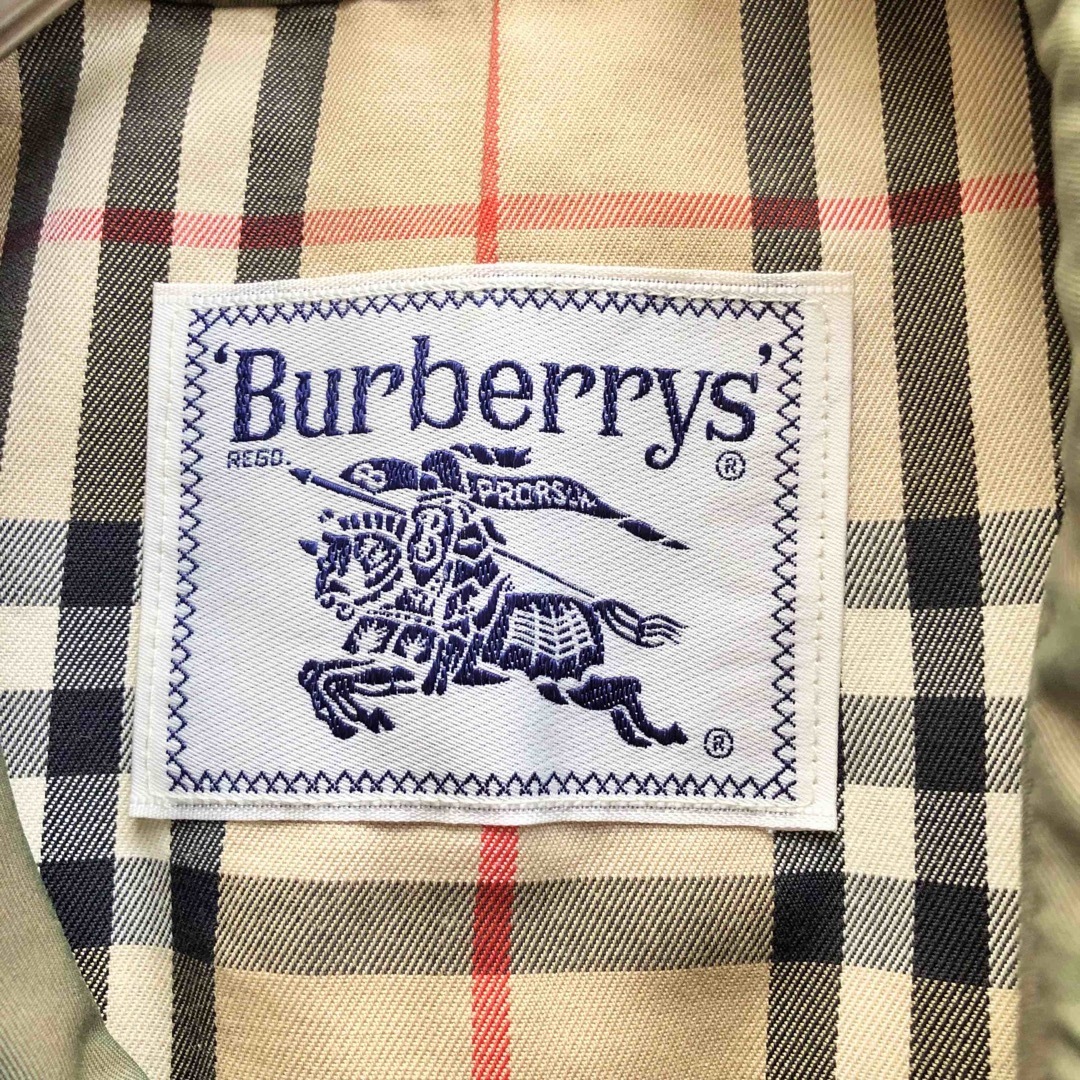 'Burberrys'
REGD. ®
PRORSUM
®